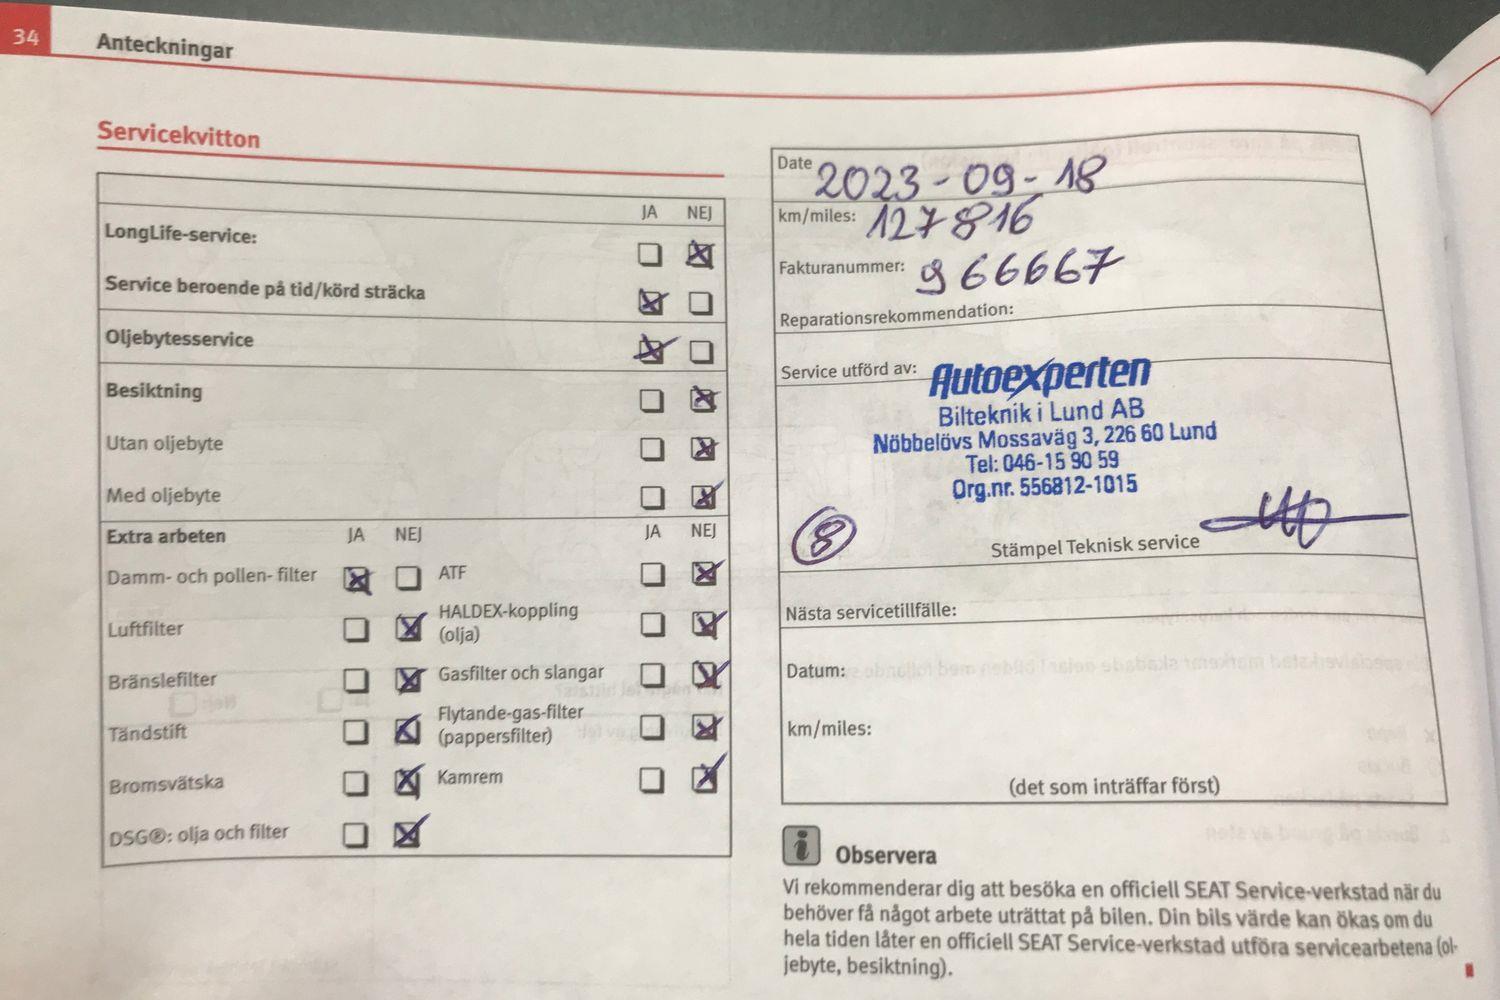 34
Anteckningar
Servicekvitton
JA NEJ
LongLife-service:
Service beroende på tid/körd sträcka
Oljebytesservice
Besiktning
Utan oljebyte
Med oljebyte
Extra arbeten JA NEJ JA NEJ
Damm- och pollen- filter ATF
Luftfilter HALDEX-koppling
(olja)
Bränslefilter Gasfilter och slangar
Tändstift Flytande-gas-filter
(pappersfilter)
Bromsvätska Kamrem
DSG®: olja och filter
Date 2023-09-18
km/miles: 127816
Fakturanummer: 966667
Reparationsrekommendation:
Service utförd av: Autoexperten
Bilteknik i Lund AB
Nöbbelövs Mossaväg 3, 226 60 Lund
Tel: 046-15 90 59
Org.nr. 556812-1015
8
Stämpel Teknisk service
Nästa servicetillfälle:
Datum:
km/miles:
(det som inträffar först)
i Observera
Vi rekommenderar dig att besöka en officiell SEAT Service-verkstad när du
behöver få något arbete uträttat på bilen. Din bils värde kan ökas om du
hela tiden låter en officiell SEAT Service-verkstad utföra servicearbetena (ol-
jebyte, besiktning).